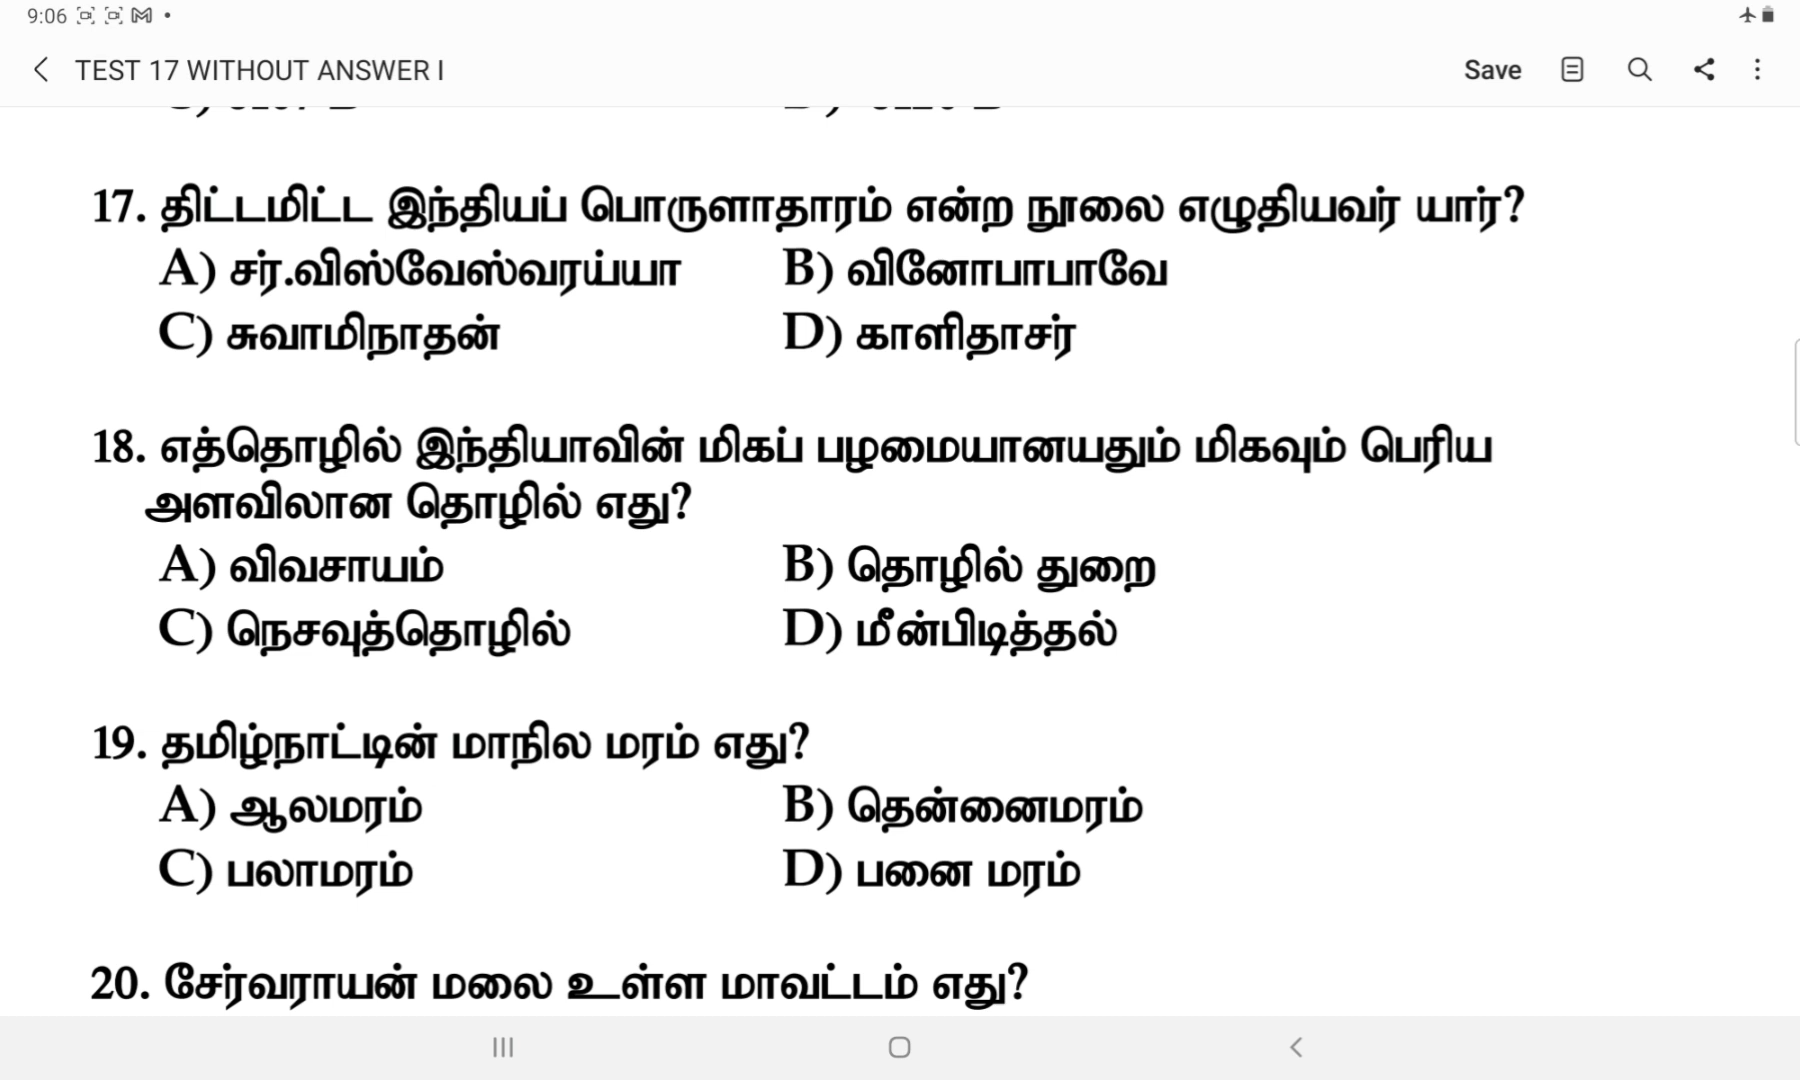 9:06
TEST 17 WITHOUT ANSWER I
Save
17. திட்டமிட்ட இந்தியப் பொருளாதாரம் என்ற நூலை எழுதியவர் யார்?
A) சர்.விஸ்வேஸ்வரய்யா B) வினோபாபாவே
C) சுவாமிநாதன் D) காளிதாசர்
18. எத்தொழில் இந்தியாவின் மிகப் பழமையானயதும் மிகவும் பெரிய
அளவிலான தொழில் எது?
A) விவசாயம் B) தொழில் துறை
C) நெசவுத்தொழில் D) மீன்பிடித்தல்
19. தமிழ்நாட்டின் மாநில மரம் எது?
A) ஆலமரம் B) தென்னைமரம்
C) பலாமரம் D) பனை மரம்
20. சேர்வராயன் மலை உள்ள மாவட்டம் எது?